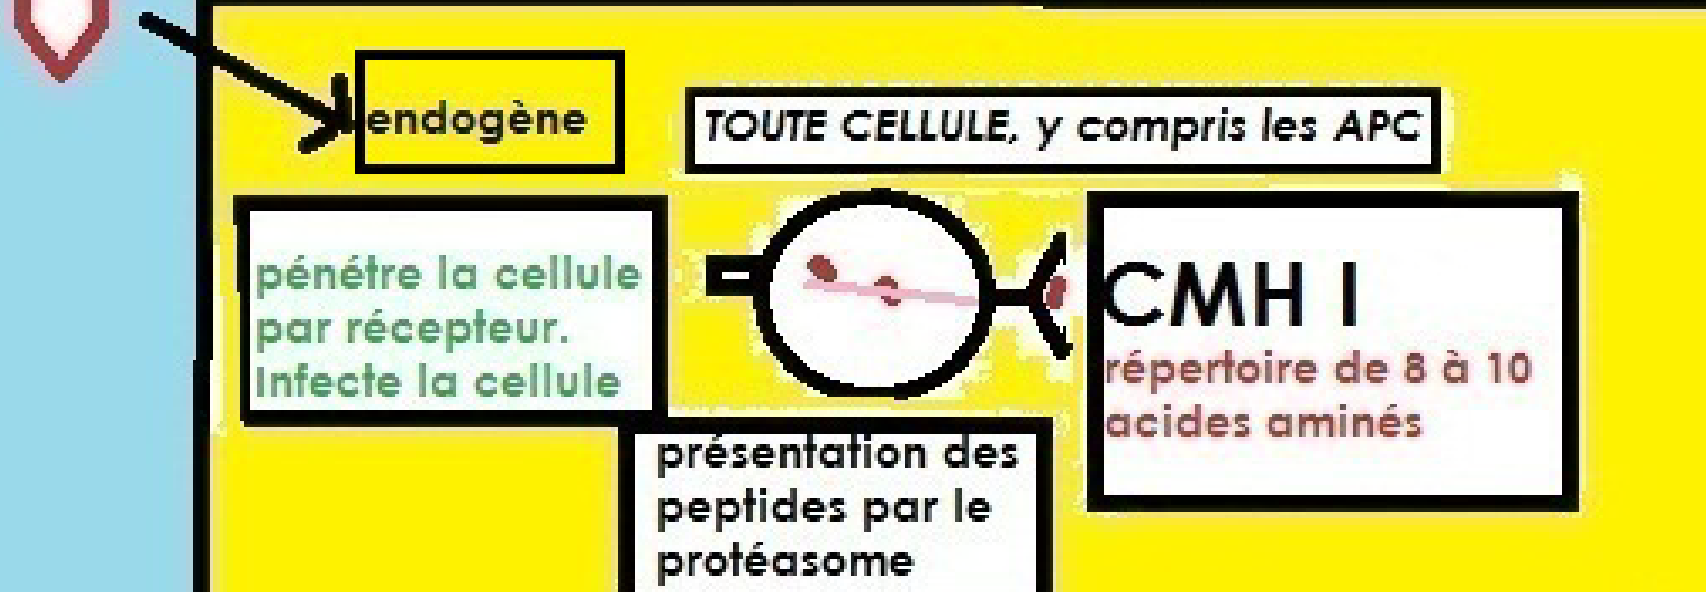 endogène
TOUTE CELLULE, y compris les APC
pénétre la cellule
par récepteur.
Infecte la cellule
CMH I
répertoire de 8 à 10
acides aminés
présentation des
peptides par le
protéasome